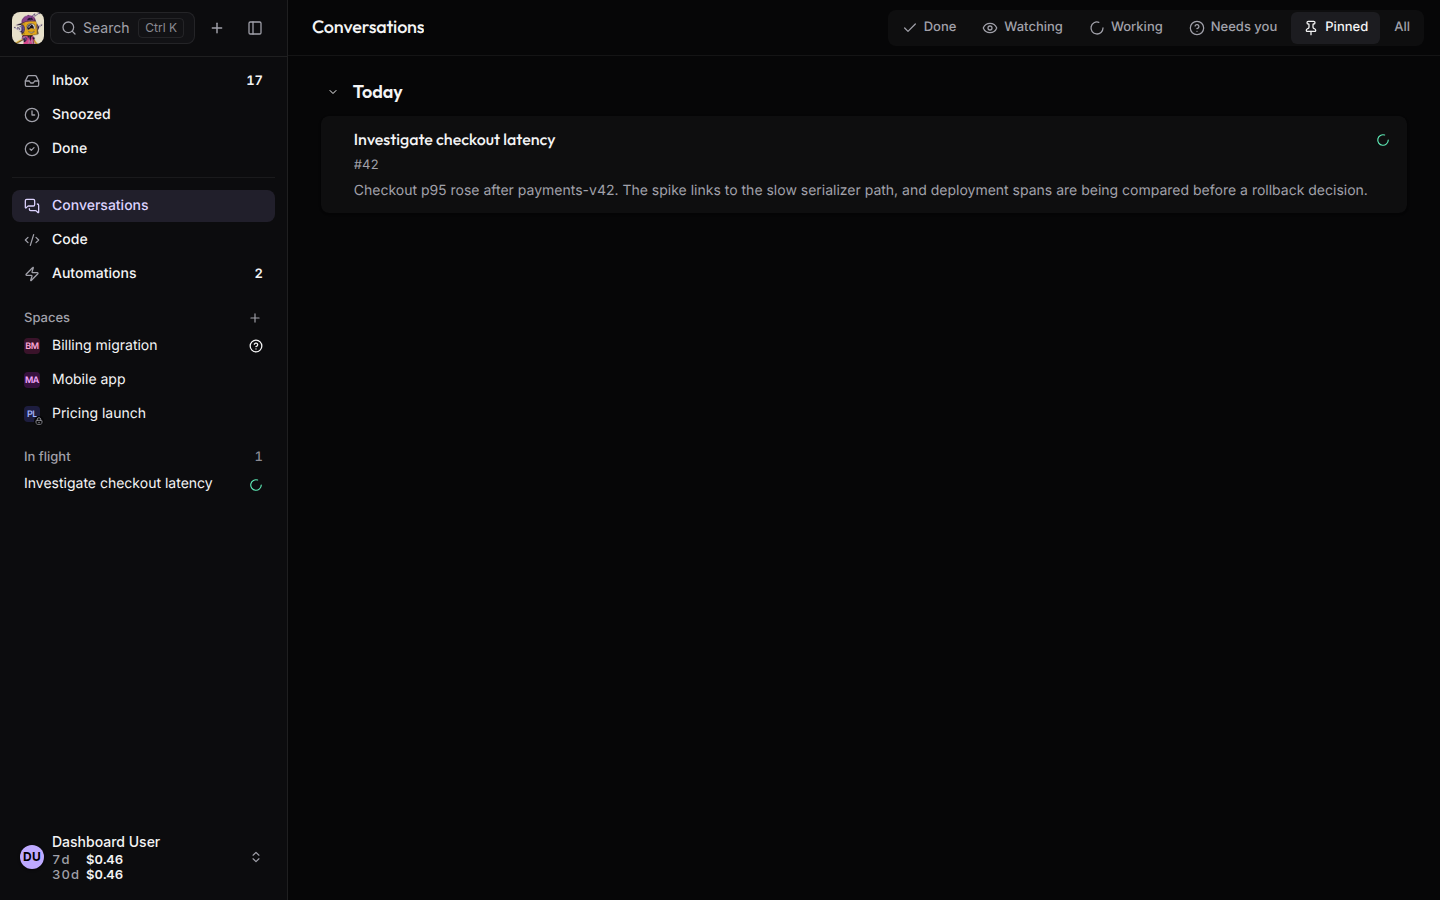 Search Ctrl K
Inbox 17
Snoozed
Done
Conversations
Code
Automations 2
Spaces
BM Billing migration
MA Mobile app
PL Pricing launch
In flight 1
Investigate checkout latency
DU Dashboard User
7d $0.46
30d $0.46
Conversations
Done Watching Working Needs you Pinned All
Today
Investigate checkout latency
#42
Checkout p95 rose after payments-v42. The spike links to the slow serializer path, and deployment spans are being compared before a rollback decision.